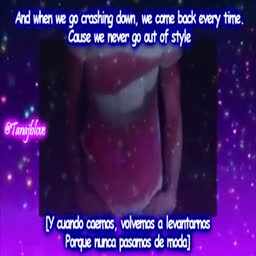 And when we go crashing down, we come back every time.
Cause we never go out of style
@Tanajblove
[Y cuando caemos, volvemos a levantarnos
Porque nunca pasamos de moda]